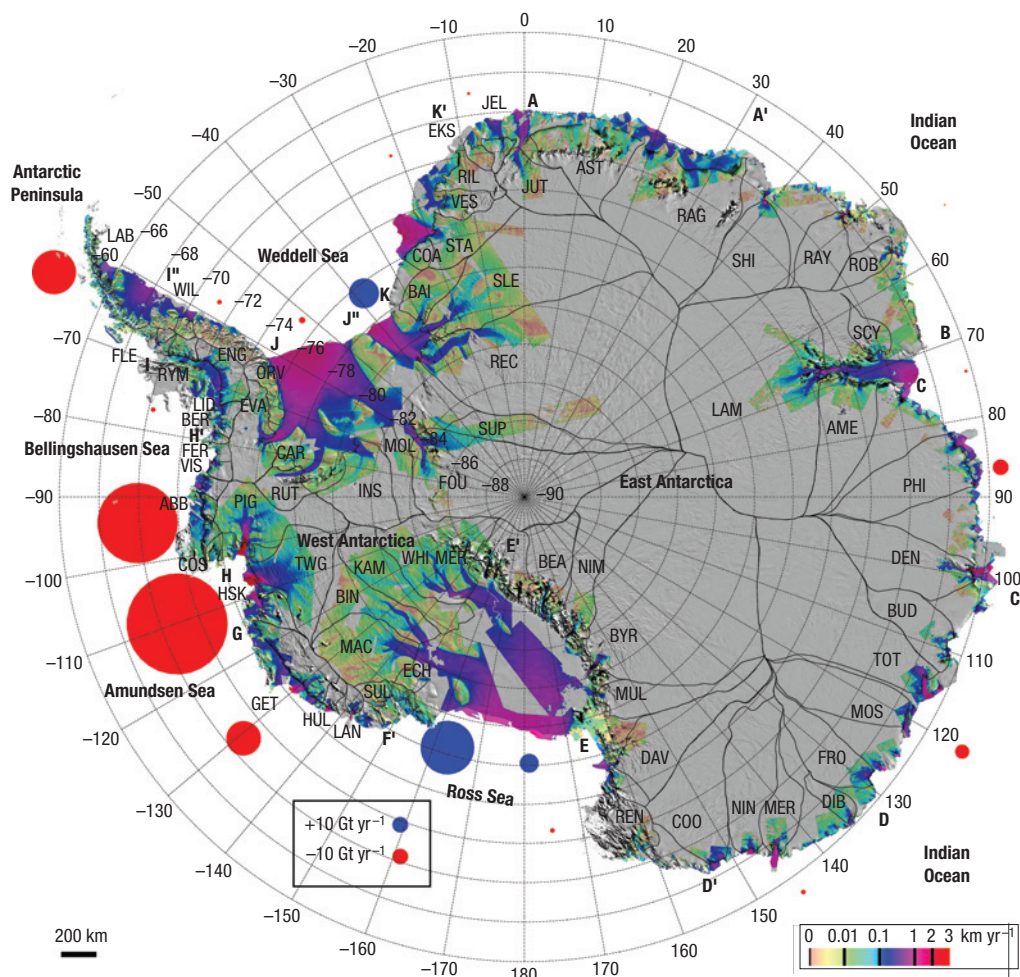 0
−10
10
−20
20
−30
30
K'
JEL
A
A'
Indian
Ocean
−40
EKS
40
Antarctic
Peninsula
−50
RIL
JUT
AST
50
LAB
−66
VES
RAG
−60
−68
Weddell Sea
STA
I"
−70
COA
SHI
RAY
ROB
60
WIL
−72
K
BAI
SLE
−74
J"
−70
J
−76
SCY
B
70
FLE
I
ENG
−78
REC
RYM
ORV
C
LID
EVA
−80
LAM
−80
BER
−82
SUP
AME
80
H'
CAR
MOL
−84
Bellingshausen Sea
FER
−86
VIS
FOU
−88
−90
East Antarctica
PHI
−90
ABB
PIG
RUT
INS
90
West Antarctica
E'
COS
TWG
WHI
MER
BEA
NIM
DEN
−100
H
KAM
100
HSK
BIN
BUD
C'
G
BYR
−110
MAC
TOT
110
ECH
MUL
Amundsen Sea
GET
SUL
MOS
HUL
E
−120
LAN
F'
DAV
FRO
120
Ross Sea
−130
REN
COO
NIN
MER
DIB
130
D
+10 Gt yr−1
−10 Gt yr−1
D'
−140
140
Indian
Ocean
−150
150
−160
160
−170
180
170
200 km
0 0.01 0.1 1 2 3 km yr−1